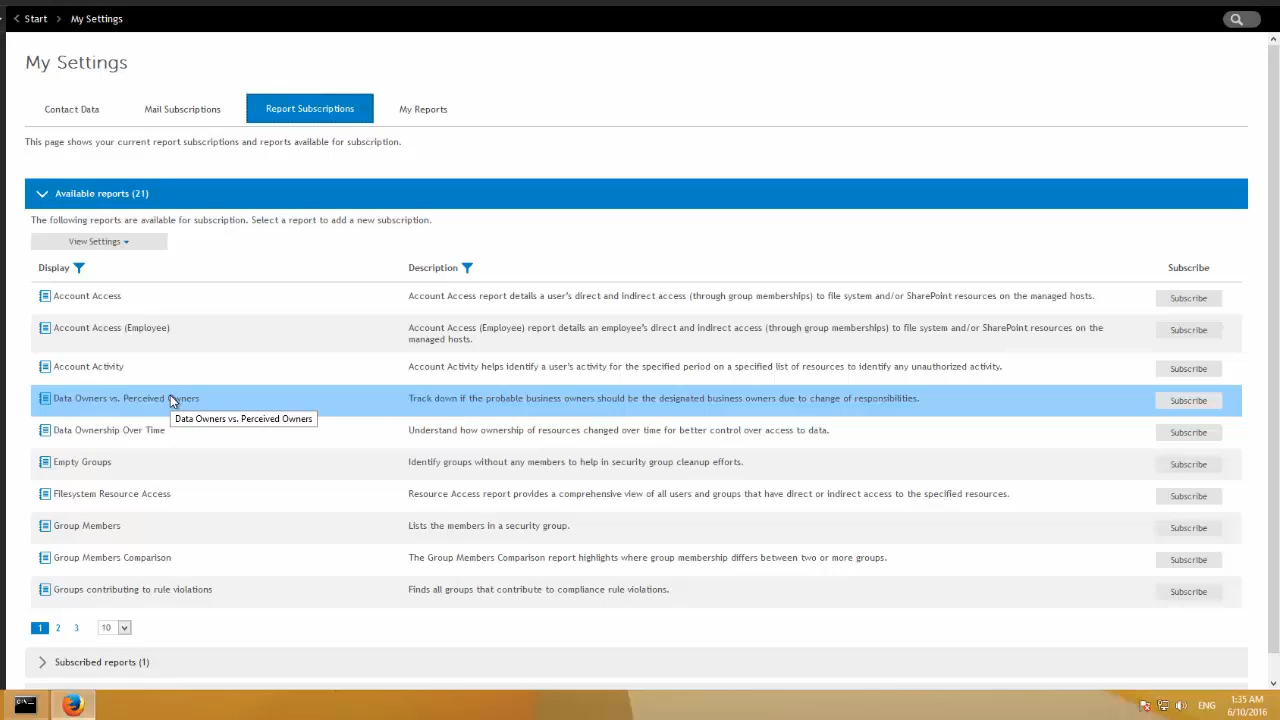 Start > My Settings
My Settings
Contact Data Mail Subscriptions Report Subscriptions My Reports
This page shows your current report subscriptions and reports available for subscription.
Available reports (21)
The following reports are available for subscription. Select a report to add a new subscription.
View Settings
Display Description Subscribe
Account Access Account Access report details a user's direct and indirect access (through group memberships) to file system and/or SharePoint resources on the managed hosts. Subscribe
Account Access (Employee) Account Access (Employee) report details an employee's direct and indirect access (through group memberships) to file system and/or SharePoint resources on the Subscribe
managed hosts.
Account Activity Account Activity helps identify a user's activity for the specified period on a specified list of resources to identify any unauthorized activity. Subscribe
Data Owners vs. Perceived Owners Track down if the probable business owners should be the designated business owners due to change of responsibilities. Subscribe
Data Owners vs. Perceived Owners
Data Ownership Over Time Understand how ownership of resources changed over time for better control over access to data. Subscribe
Empty Groups Identify groups without any members to help in security group cleanup efforts. Subscribe
Filesystem Resource Access Resource Access report provides a comprehensive view of all users and groups that have direct or indirect access to the specified resources. Subscribe
Group Members Lists the members in a security group. Subscribe
Group Members Comparison The Group Members Comparison report highlights where group membership differs between two or more groups. Subscribe
Groups contributing to rule violations Finds all groups that contribute to compliance rule violations. Subscribe
1 2 3 10
Subscribed reports (1)
ENG 1:35 AM
6/10/2016